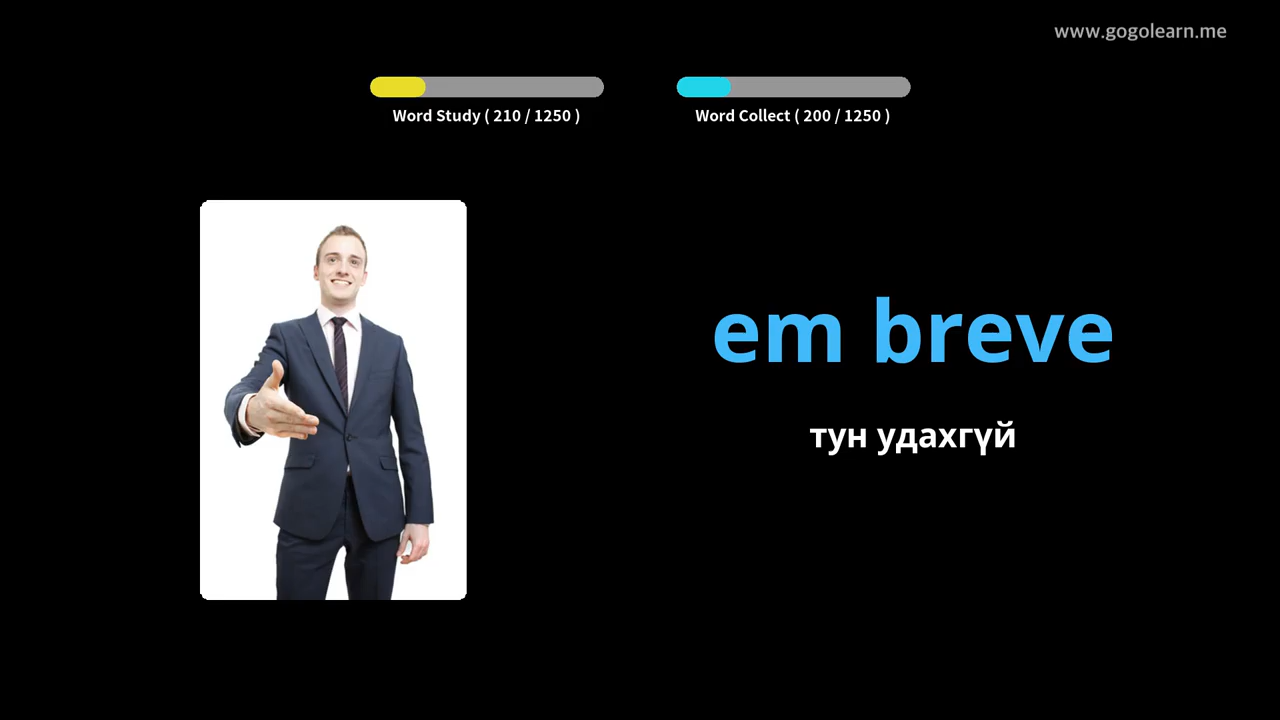 www.gogolearn.me
Word Study ( 210 / 1250 )
Word Collect ( 200 / 1250 )
em breve
тун удахгүй